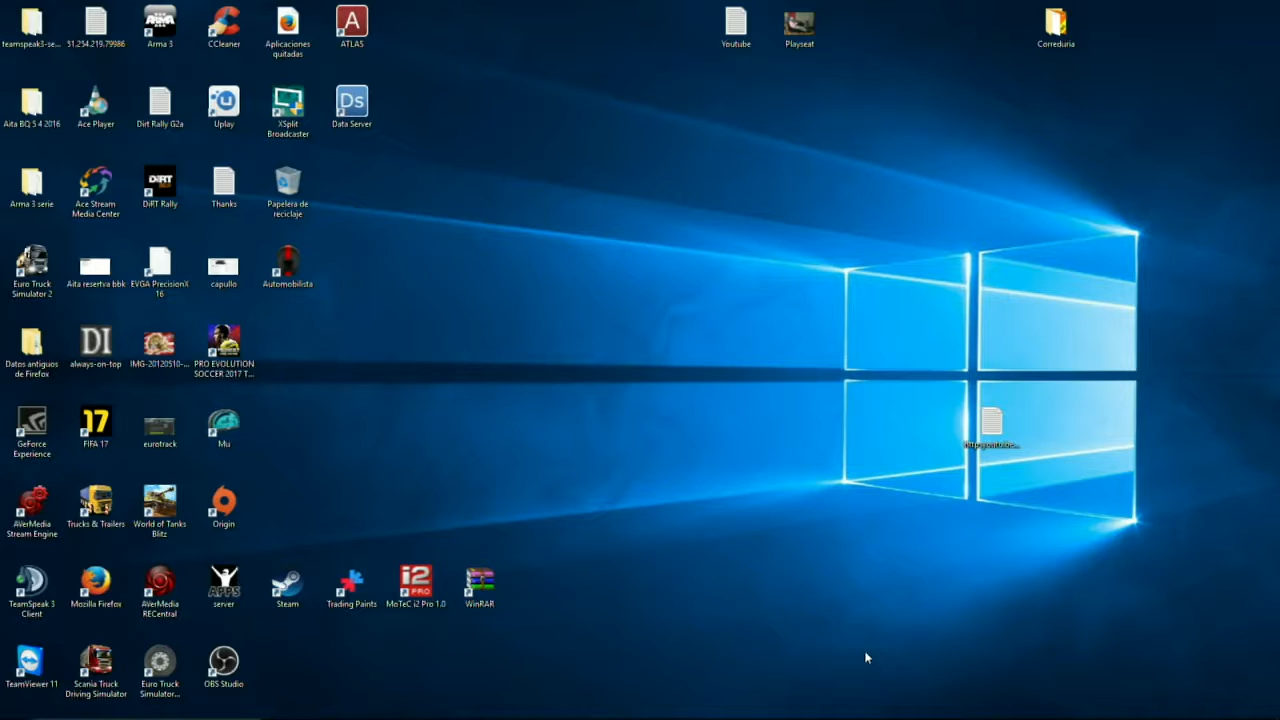 teamspeak3-se...
51.254.219.79986
Arma 3
CCleaner
Aplicaciones
quitadas
ATLAS
Youtube
Playseat
Correduria
Aita BQ 5 4 2016
Ace Player
Dirt Rally G2a
Uplay
XSplit
Broadcaster
Data Server
Arma 3 serie
Ace Stream
Media Center
DiRT Rally
Thanks
Papelera de
reciclaje
Euro Truck
Simulator 2
Aita resertva bbk
EVGA PrecisionX
16
capullo
Automobilista
Datos antiguos
de Firefox
always-on-top
IMG-20120510-...
PRO EVOLUTION
SOCCER 2017 T...
GeForce
Experience
FIFA 17
eurotrack
Mu
AVerMedia
Stream Engine
Trucks & Trailers
World of Tanks
Blitz
Origin
TeamSpeak 3
Client
Mozilla Firefox
AVerMedia
RECentral
server
Steam
Trading Paints
MoTeC i2 Pro 1.0
WinRAR
TeamViewer 11
Scania Truck
Driving Simulator
Euro Truck
Simulator...
OBS Studio